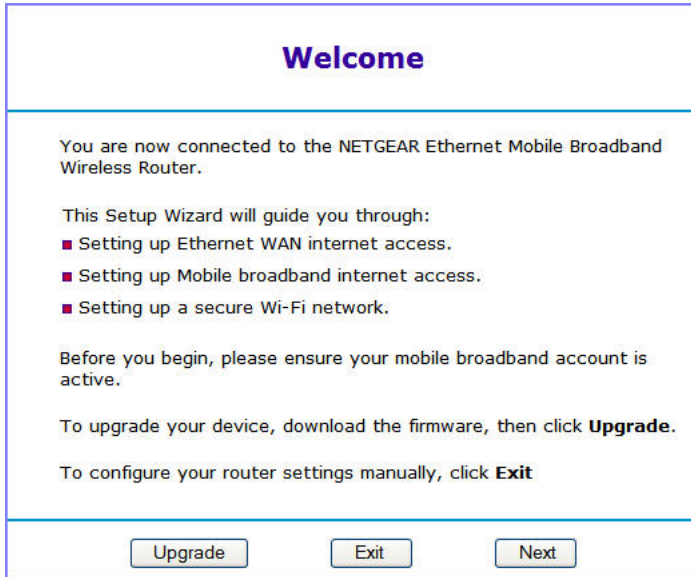 Welcome
You are now connected to the NETGEAR Ethernet Mobile Broadband
Wireless Router.
This Setup Wizard will guide you through:
Setting up Ethernet WAN internet access.
Setting up Mobile broadband internet access.
Setting up a secure Wi-Fi network.
Before you begin, please ensure your mobile broadband account is
active.
To upgrade your device, download the firmware, then click Upgrade.
To configure your router settings manually, click Exit
Upgrade Exit Next